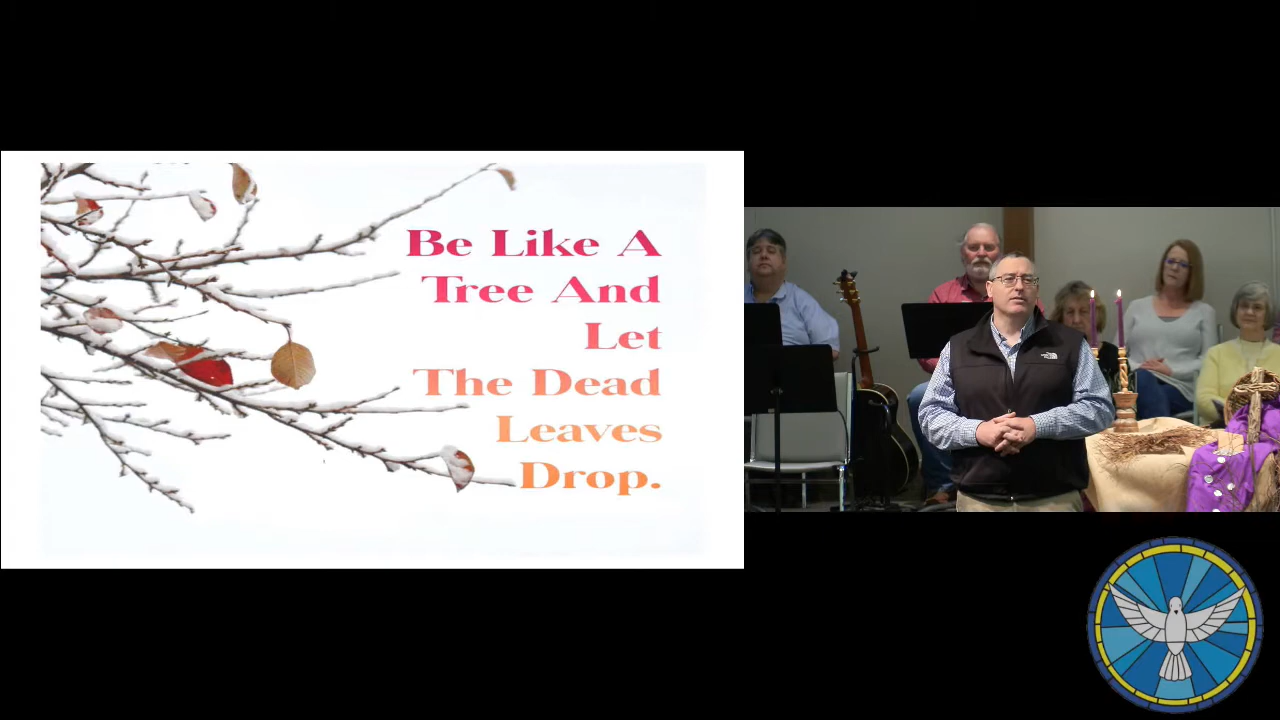 Be Like A
Tree And
Let
The Dead
Leaves
Drop.